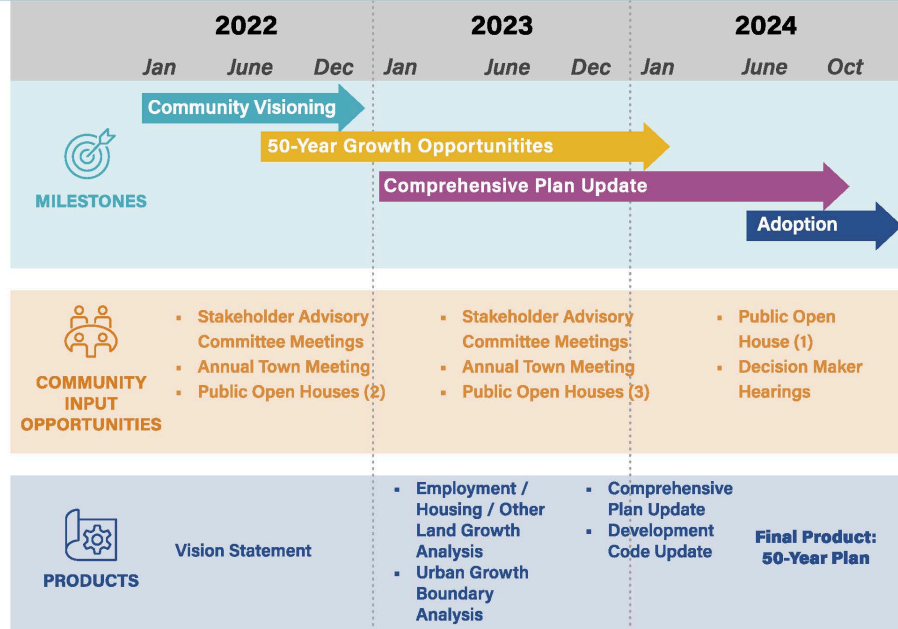 2022
2023
2024
Jan June Dec Jan June Dec Jan June Oct
MILESTONES
Community Visioning
50-Year Growth Opportunitites
Comprehensive Plan Update
Adoption
COMMUNITY
INPUT
OPPORTUNITIES
▪ Stakeholder Advisory
Committee Meetings
▪ Annual Town Meeting
▪ Public Open Houses (2)
▪ Stakeholder Advisory
Committee Meetings
▪ Annual Town Meeting
▪ Public Open Houses (3)
▪ Public Open
House (1)
▪ Decision Maker
Hearings
PRODUCTS
Vision Statement
▪ Employment /
Housing / Other
Land Growth
Analysis
▪ Urban Growth
Boundary
Analysis
▪ Comprehensive
Plan Update
▪ Development
Code Update
Final Product:
50-Year Plan